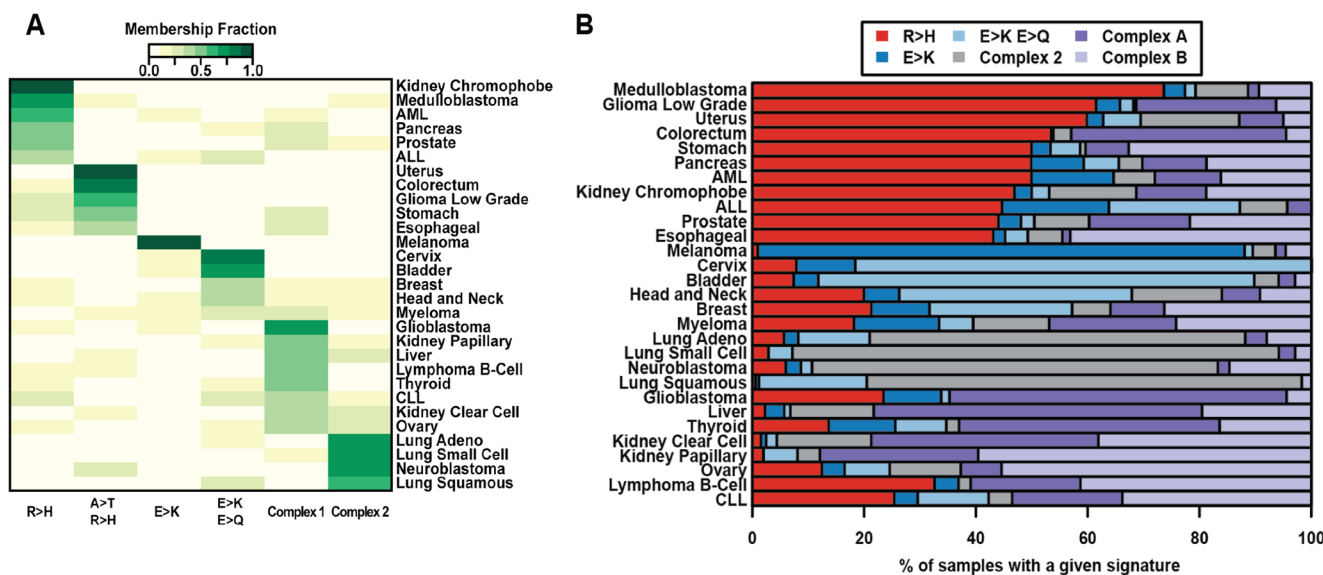 A
Membership Fraction
0.0 0.5 1.0
Kidney Chromophobe
Medulloblastoma
AML
Pancreas
Prostate
ALL
Uterus
Colorectum
Glioma Low Grade
Stomach
Esophageal
Melanoma
Cervix
Bladder
Breast
Head and Neck
Myeloma
Glioblastoma
Kidney Papillary
Liver
Lymphoma B-Cell
Thyroid
CLL
Kidney Clear Cell
Ovary
Lung Adeno
Lung Small Cell
Neuroblastoma
Lung Squamous
R>H
A>T
R>H
E>K
E>K
E>Q
Complex 1
Complex 2
B
R>H E>K E>Q Complex A
E>K Complex 2 Complex B
Medulloblastoma
Glioma Low Grade
Uterus
Colorectum
Stomach
Pancreas
AML
Kidney Chromophobe
ALL
Prostate
Esophageal
Melanoma
Cervix
Bladder
Head and Neck
Breast
Myeloma
Lung Adeno
Lung Small Cell
Neuroblastoma
Lung Squamous
Glioblastoma
Liver
Thyroid
Kidney Clear Cell
Kidney Papillary
Ovary
Lymphoma B-Cell
CLL
0 20 40 60 80 100
% of samples with a given signature